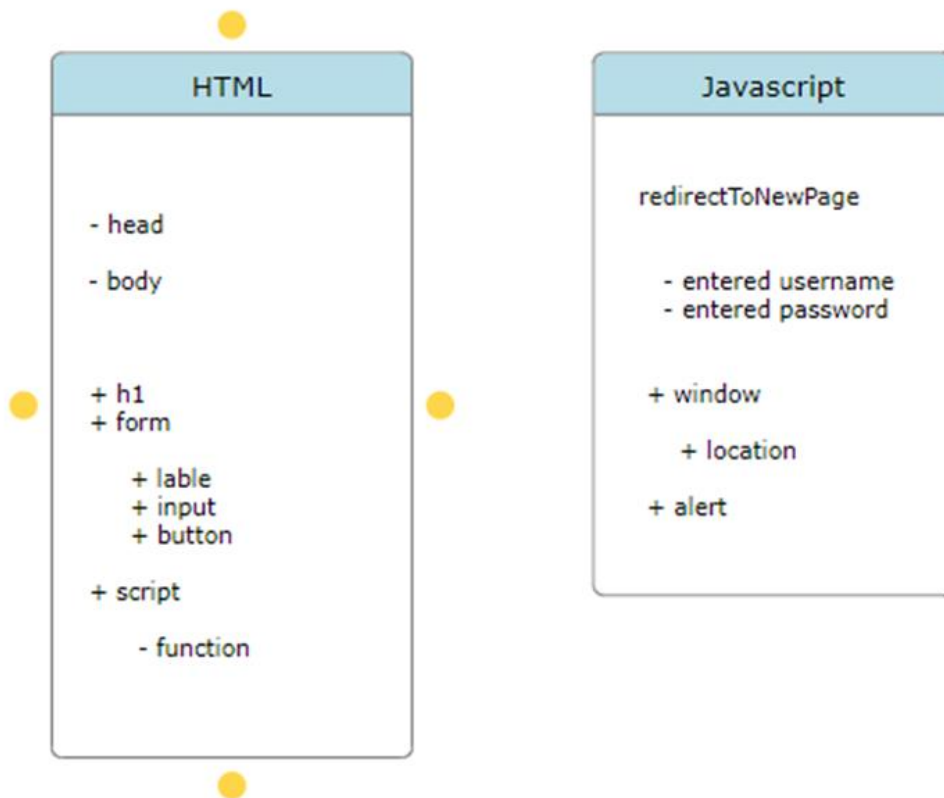 HTML
- head
- body
+ h1
+ form
+ lable
+ input
+ button
+ script
- function
Javascript
redirectToNewPage
- entered username
- entered password
+ window
+ location
+ alert